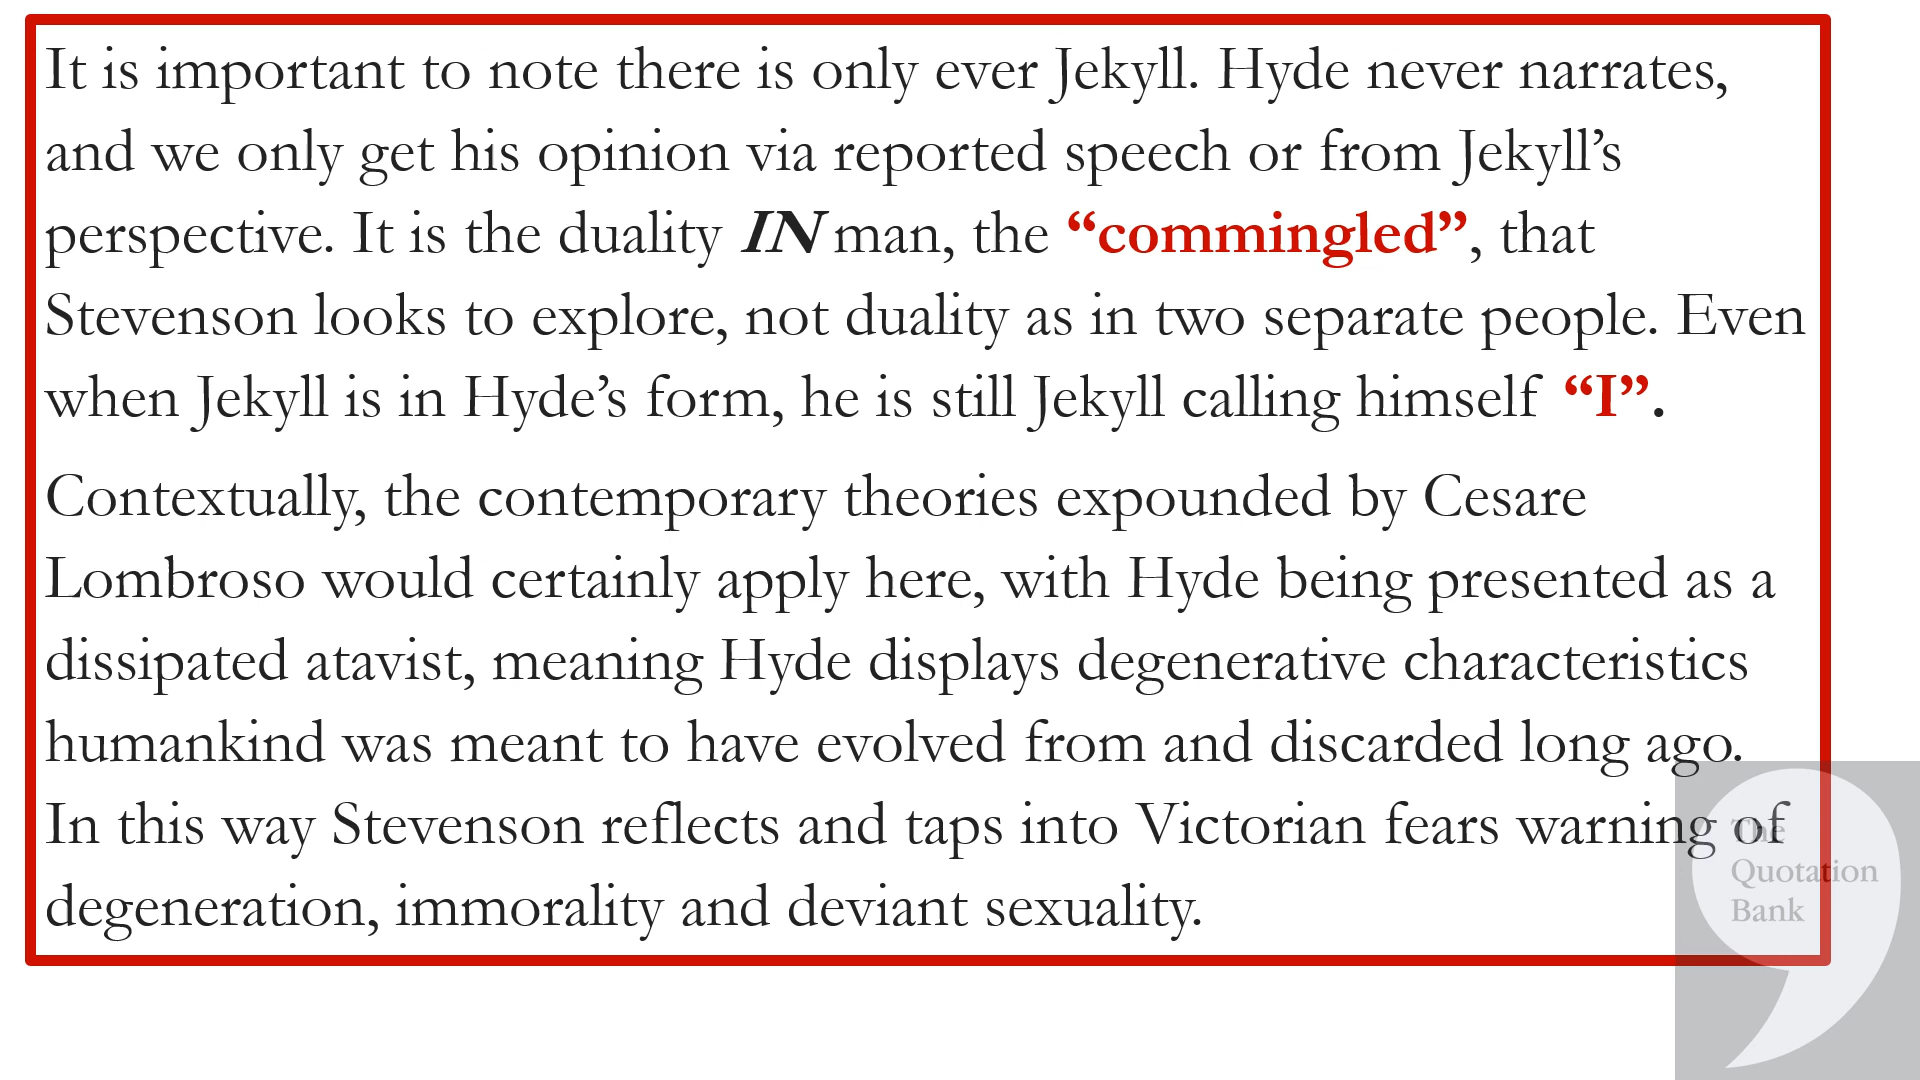 It is important to note there is only ever Jekyll. Hyde never narrates,
and we only get his opinion via reported speech or from Jekyll’s
perspective. It is the duality IN man, the “commingled”, that
Stevenson looks to explore, not duality as in two separate people. Even
when Jekyll is in Hyde’s form, he is still Jekyll calling himself “I”.
Contextually, the contemporary theories expounded by Cesare
Lombroso would certainly apply here, with Hyde being presented as a
dissipated atavist, meaning Hyde displays degenerative characteristics
humankind was meant to have evolved from and discarded long ago.
In this way Stevenson reflects and taps into Victorian fears warning of
degeneration, immorality and deviant sexuality.
The
Quotation
Bank